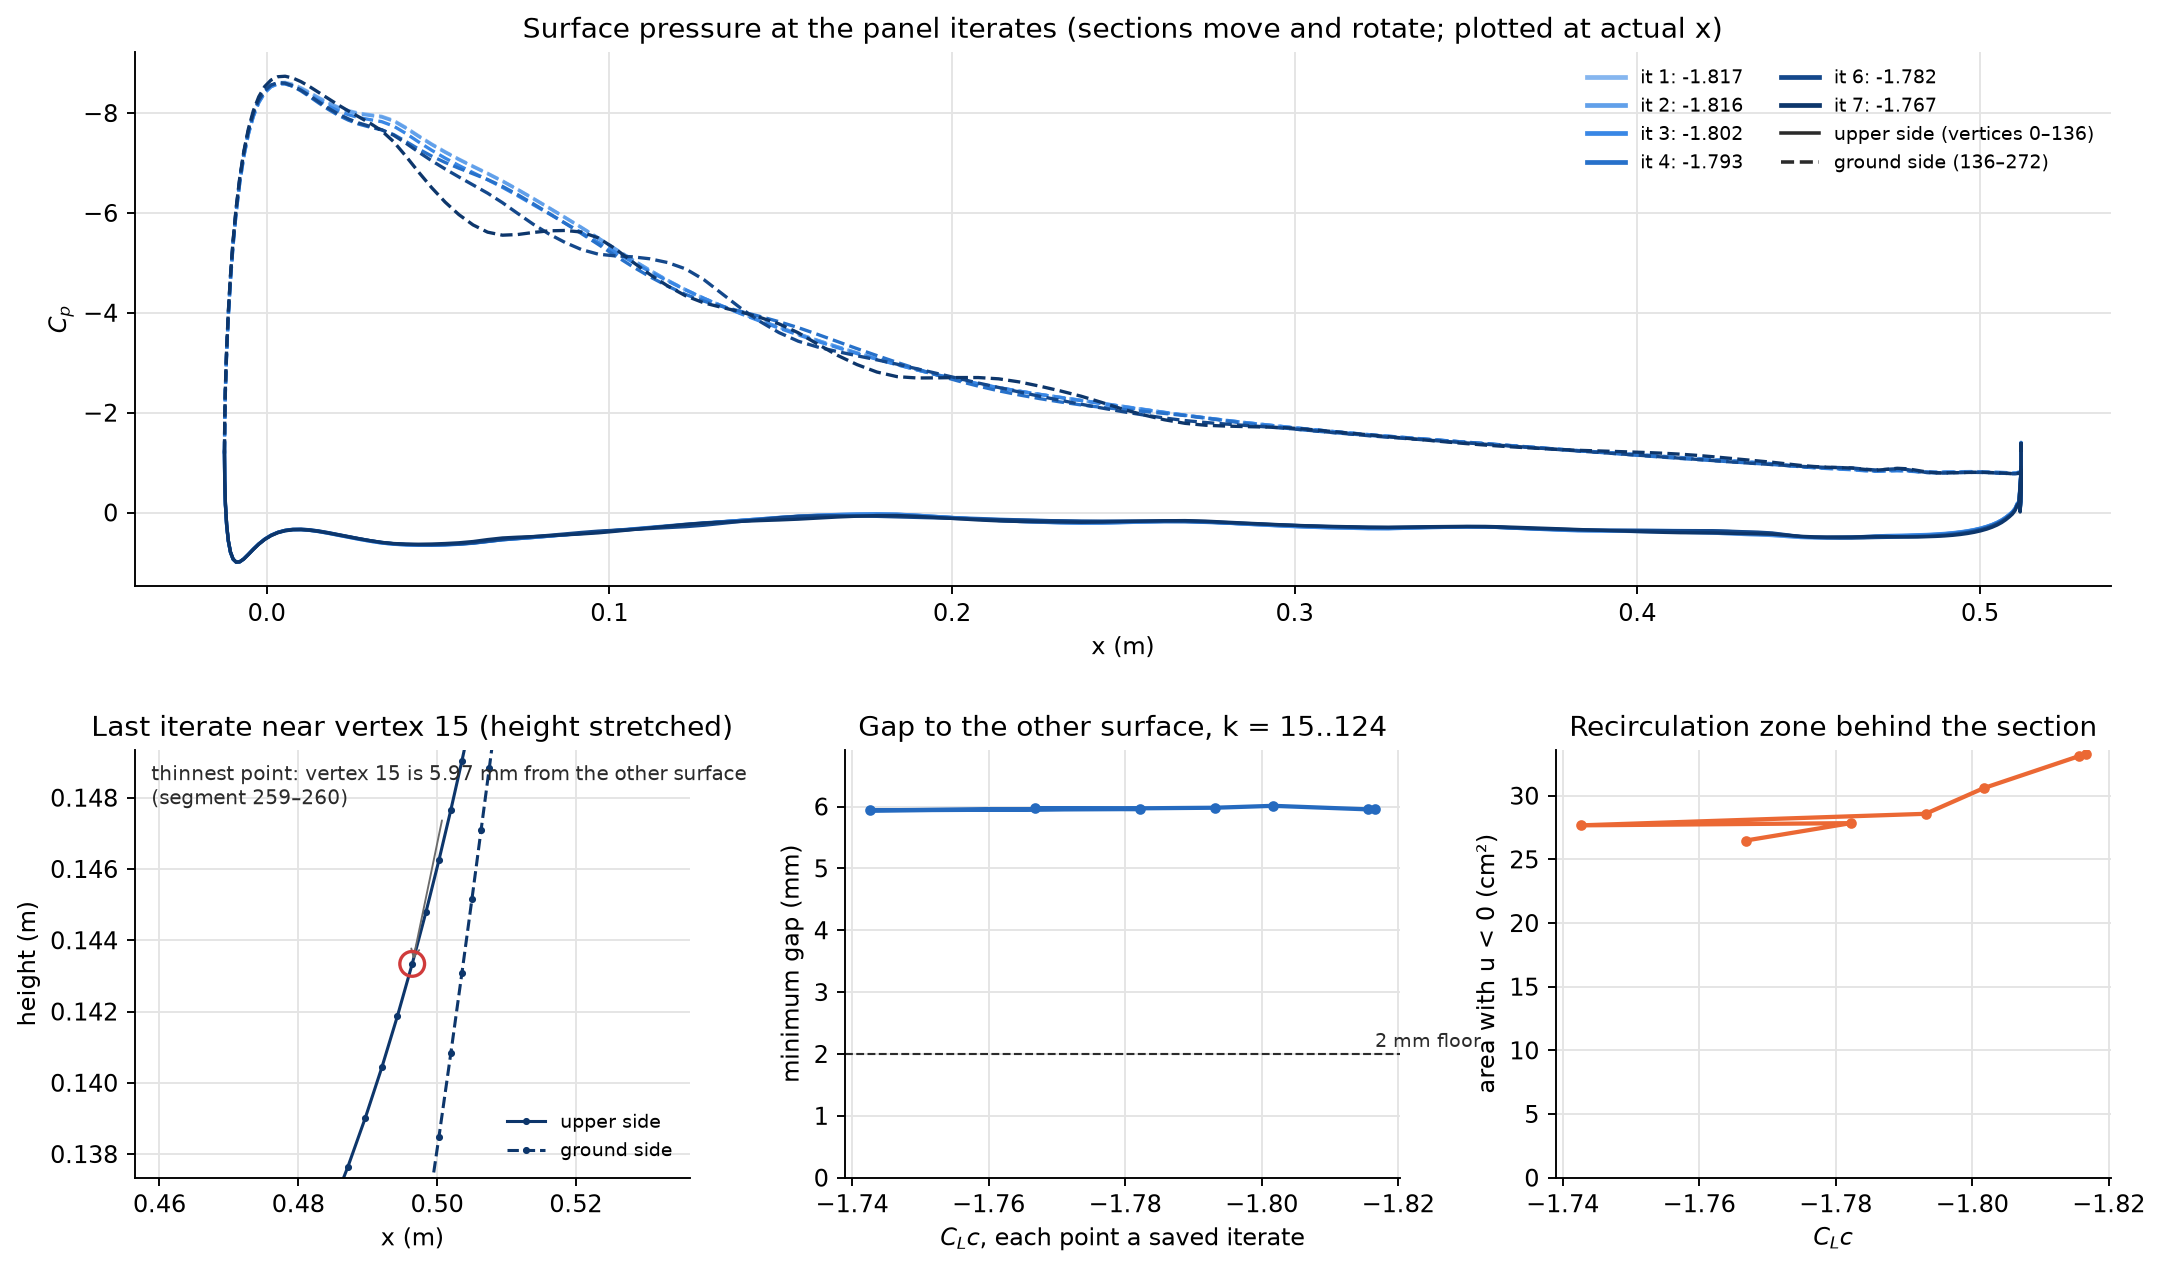 Surface pressure at the panel iterates (sections move and rotate; plotted at actual x)
it 1: -1.817
it 2: -1.816
it 3: -1.802
it 4: -1.793
it 6: -1.782
it 7: -1.767
upper side (vertices 0–136)
ground side (136–272)
−8
−6
−4
−2
0
Cp
0.0 0.1 0.2 0.3 0.4 0.5
x (m)
Last iterate near vertex 15 (height stretched)
thinnest point: vertex 15 is 5.97 mm from the other surface
(segment 259–260)
0.148
0.146
0.144
0.142
0.140
0.138
height (m)
upper side
ground side
0.46 0.48 0.50 0.52
x (m)
Gap to the other surface, k = 15..124
6
5
4
3
2
1
0
minimum gap (mm)
2 mm floor
−1.74 −1.76 −1.78 −1.80 −1.82
CLc, each point a saved iterate
Recirculation zone behind the section
30
25
20
15
10
5
0
area with u < 0 (cm²)
−1.74 −1.76 −1.78 −1.80 −1.82
CLc